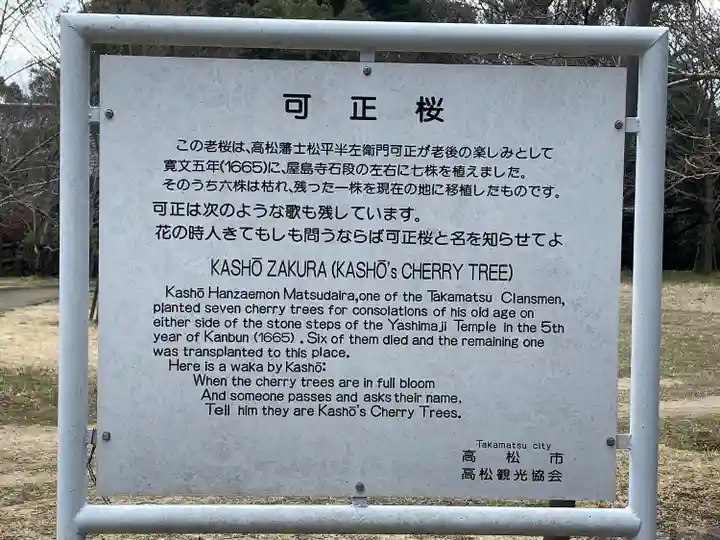 可正桜
この老桜は、高松藩士松平半左衛門可正が老後の楽しみとして
寛文五年(1665)に、屋島寺石段の左右に七株を植えました。
そのうち六株は枯れ、残った一株を現在の地に移植したものです。
可正は次のような歌も残しています。
花の時人きてもしも問うならば可正桜と名を知らせてよ
KASHŌ ZAKURA (KASHŌ's CHERRY TREE)
Kashō Hanzaemon Matsudaira,one of the Takamatsu Clansmen,
planted seven cherry trees for consolations of his old age on
either side of the stone steps of the Yashimaji Temple in the 5th
year of Kanbun (1665) . Six of them died and the remaining one
was transplanted to this place.
Here is a waka by Kashō:
When the cherry trees are in full bloom
And someone passes and asks their name.
Tell him they are Kashō's Cherry Trees.
Takamatsu city
高松市
高松観光協会